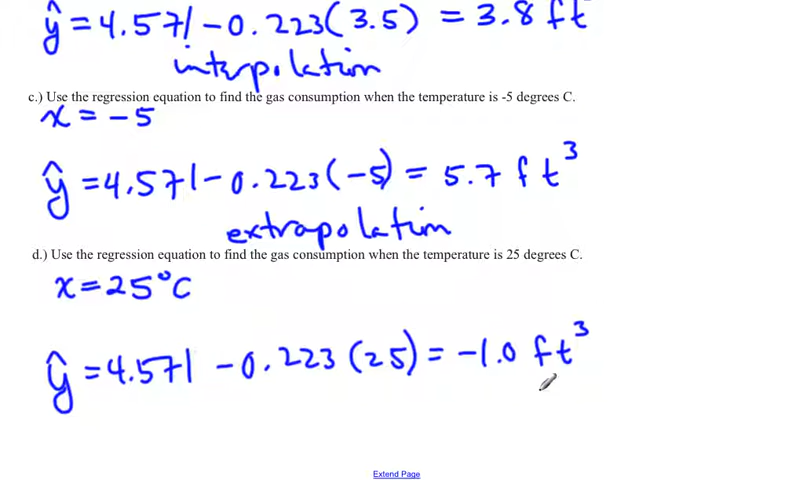 ŷ = 4.571 - 0.223(3.5) = 3.8 ft
interpolation
c.) Use the regression equation to find the gas consumption when the temperature is -5 degrees C.
x = -5
ŷ = 4.571 - 0.223(-5) = 5.7 ft³
extrapolation
d.) Use the regression equation to find the gas consumption when the temperature is 25 degrees C.
x = 25°C
ŷ = 4.571 - 0.223(25) = -1.0 ft³
Extend Page